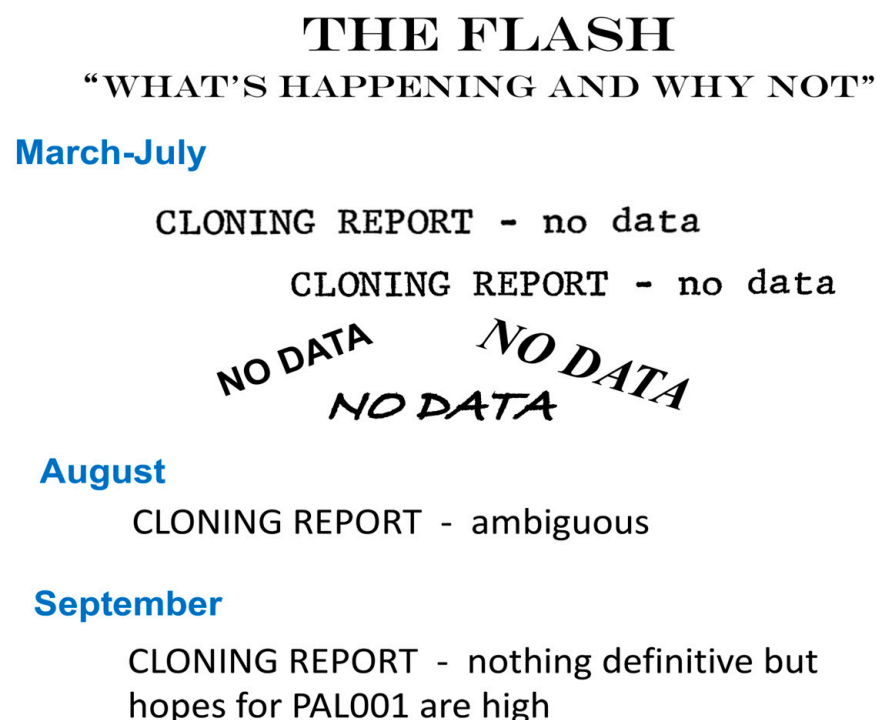 THE FLASH
“WHAT’S HAPPENING AND WHY NOT”
March-July
CLONING REPORT - no data
CLONING REPORT - no data
NO DATA
NO DATA
NO DATA
August
CLONING REPORT - ambiguous
September
CLONING REPORT - nothing definitive but
hopes for PAL001 are high